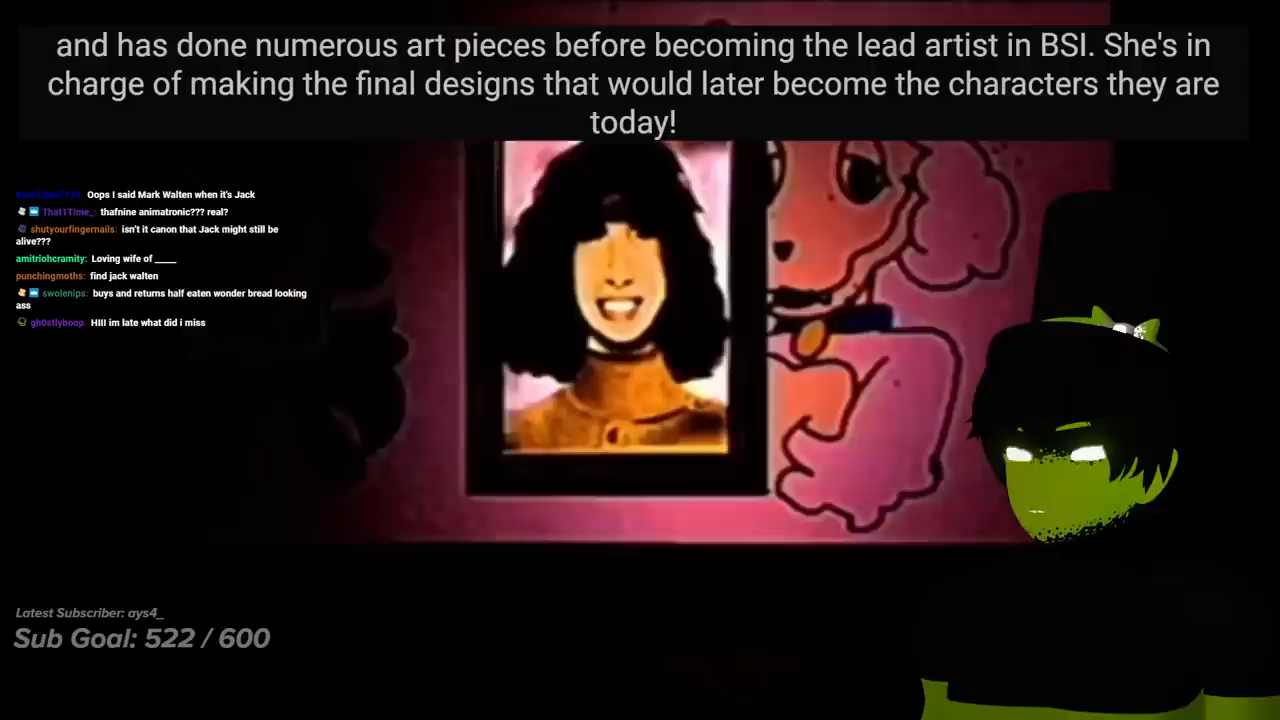 and has done numerous art pieces before becoming the lead artist in BSI. She's in
charge of making the final designs that would later become the characters they are
today!
Oops I said Mark Walten when it's Jack
That1Time_: thafnine animatronic??? real?
shutyourfingernails: isn't it canon that Jack might still be
alive???
amitriohcramity: Loving wife of _____
punchingmoths: find jack walten
swolenips: buys and returns half eaten wonder bread looking
ass
gh0stlyboop: HIII im late what did i miss
Latest Subscriber: ays4_
Sub Goal: 522 / 600